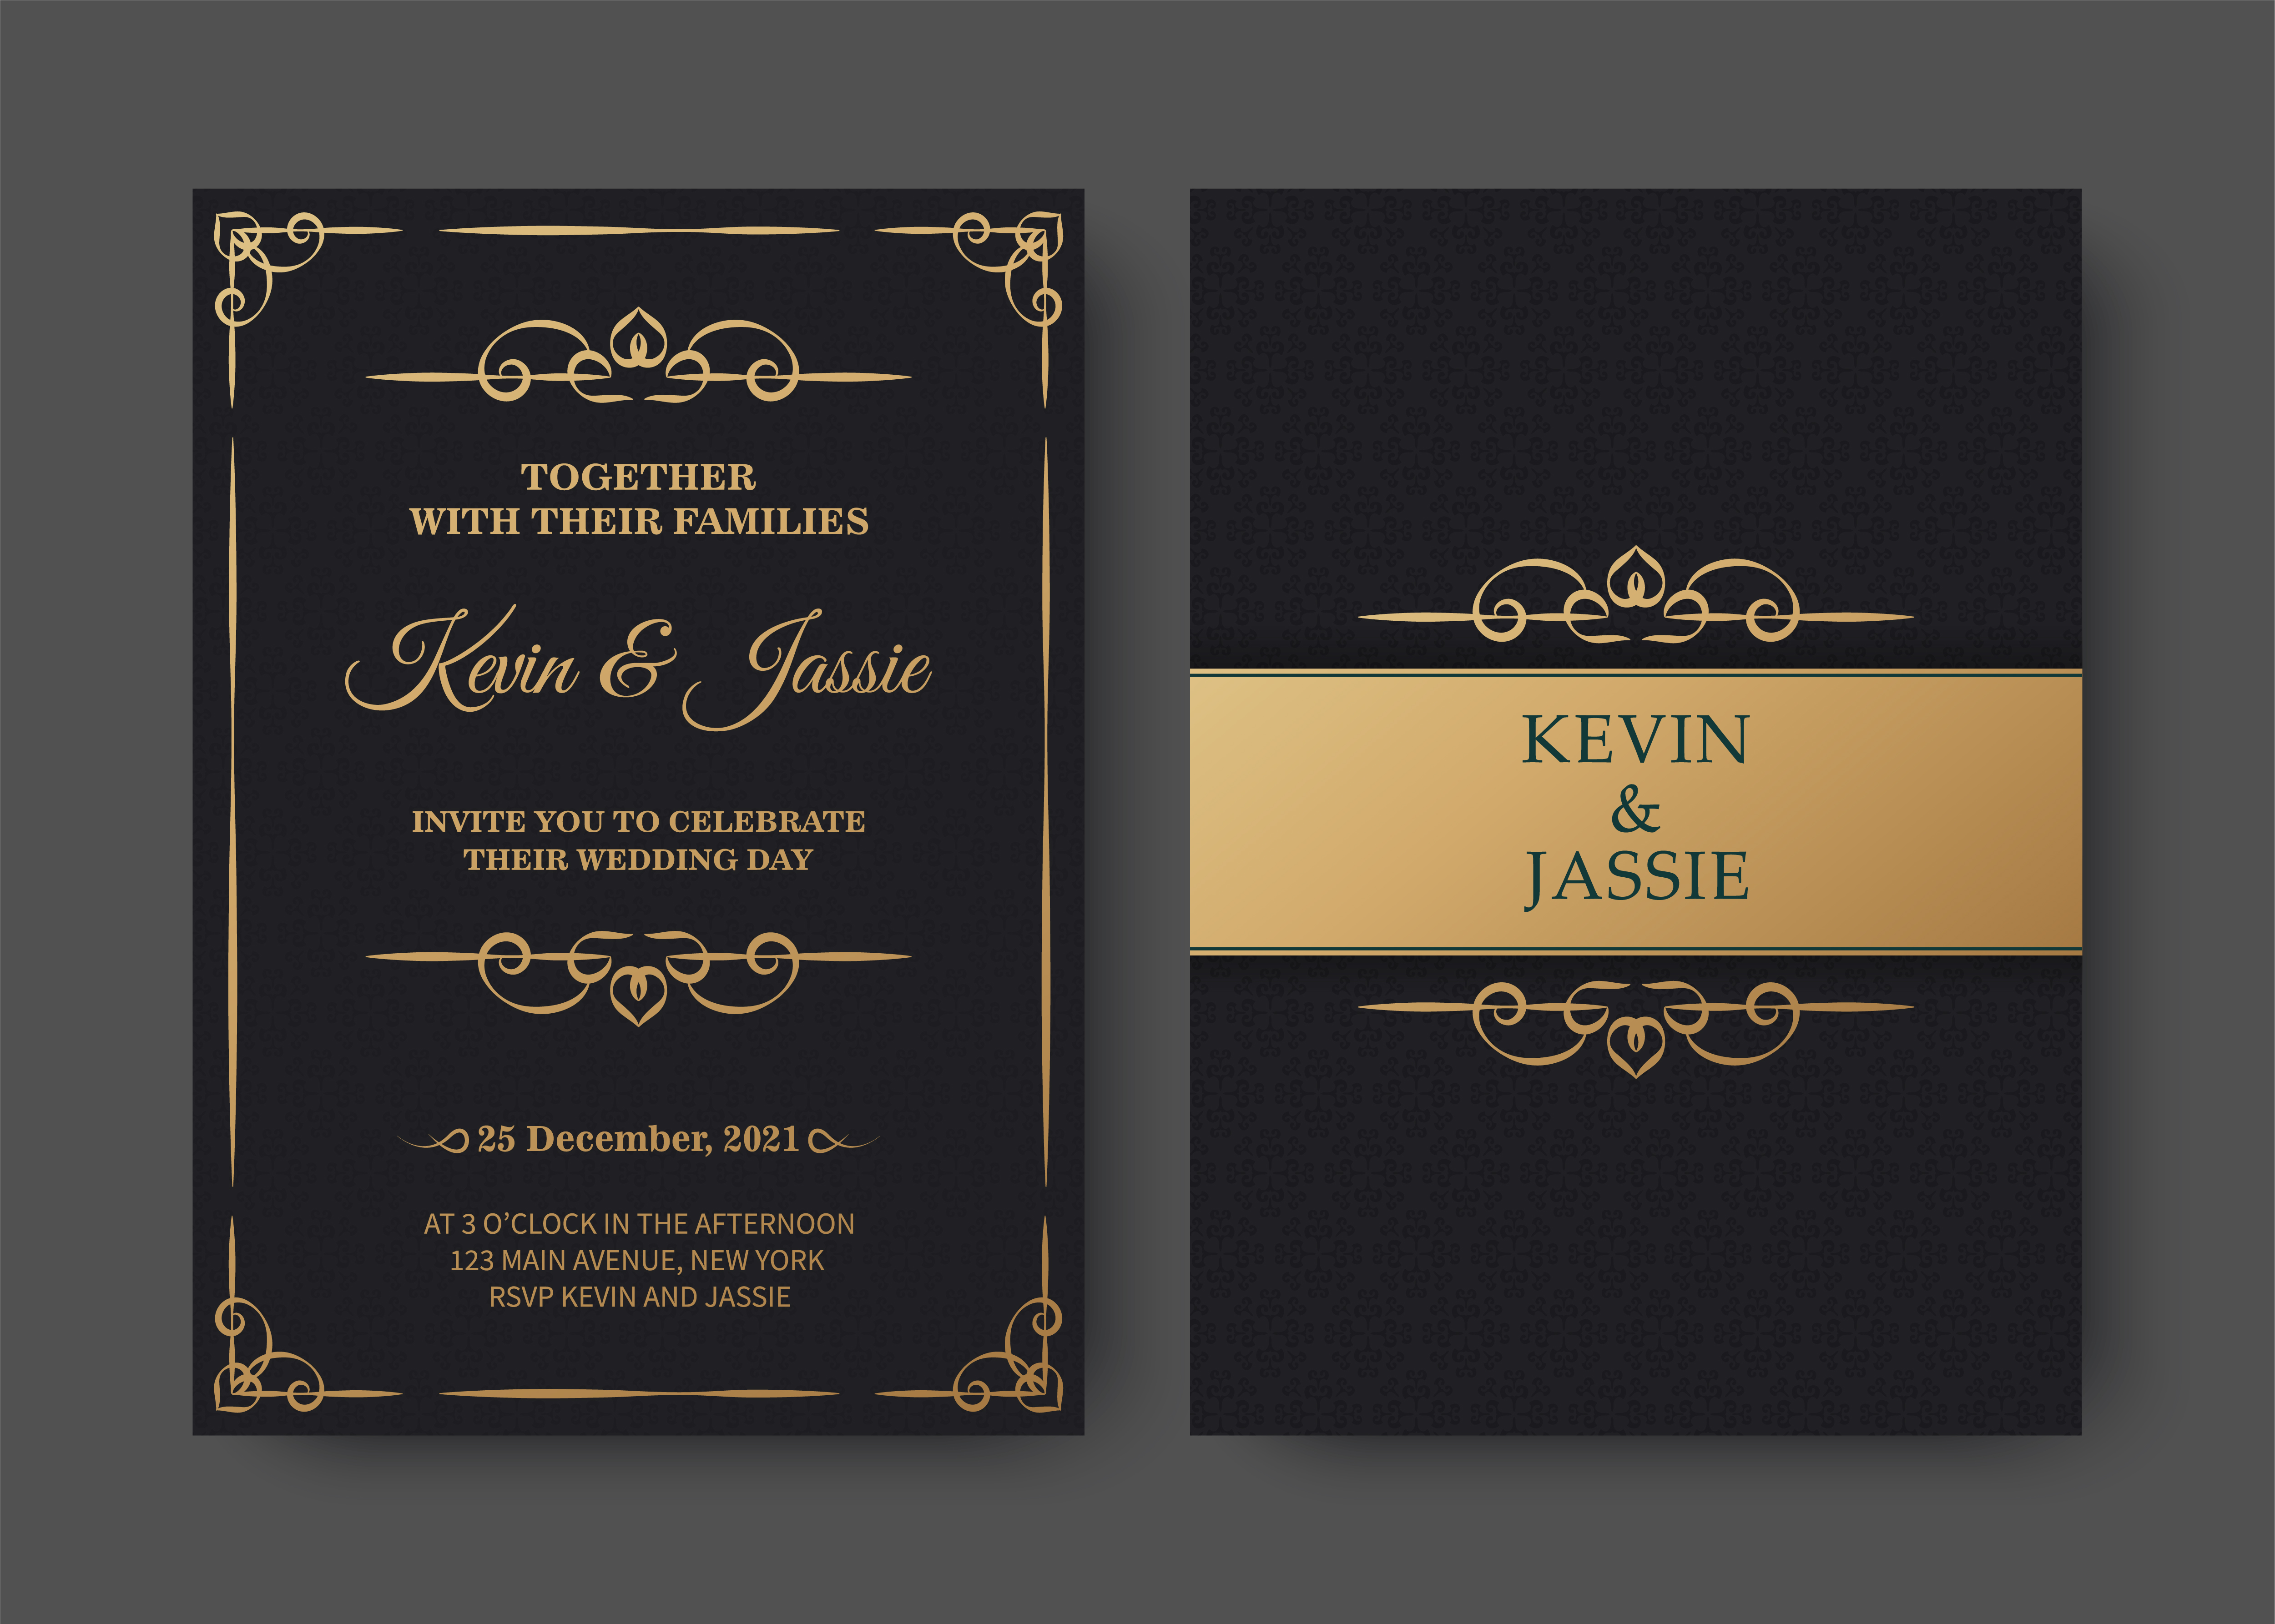 TOGETHER
WITH THEIR FAMILIES
Kevin & Jassie
INVITE YOU TO CELEBRATE
THEIR WEDDING DAY
25 December, 2021
AT 3 O’CLOCK IN THE AFTERNOON
123 MAIN AVENUE, NEW YORK
RSVP KEVIN AND JASSIE
KEVIN
&
JASSIE